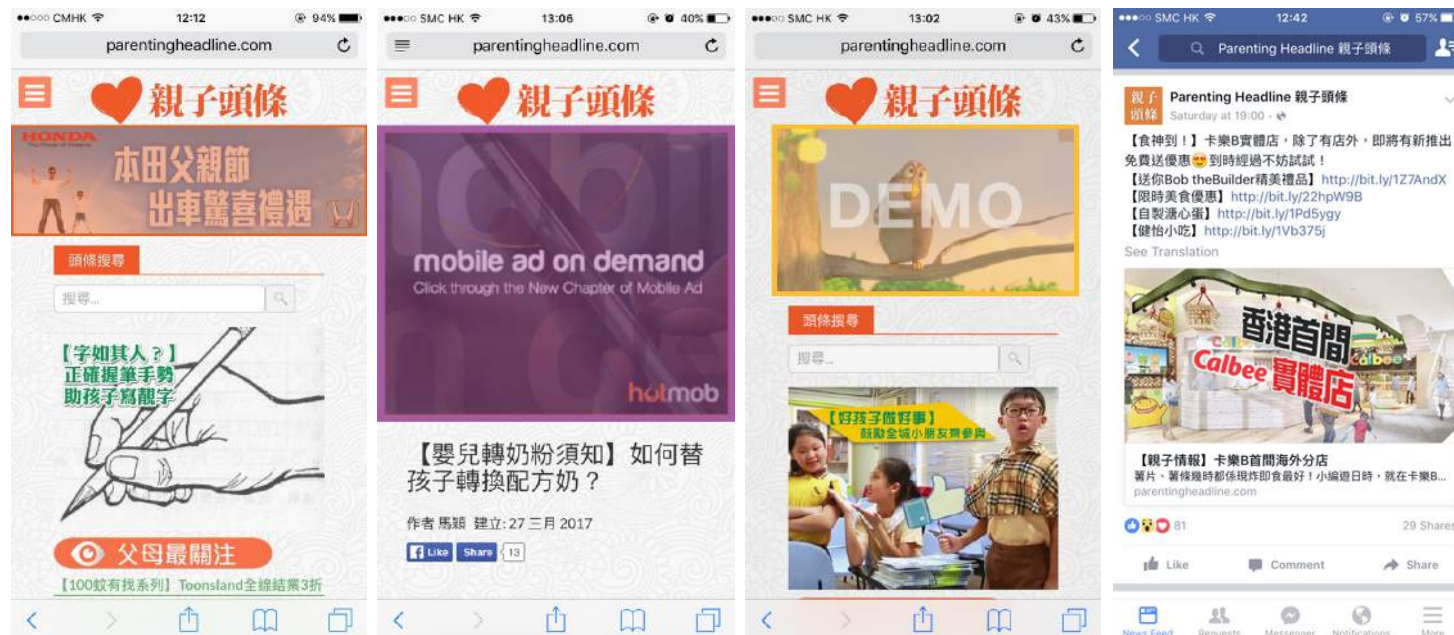 CMHK 12:12 94%
parentingheadline.com
親子頭條
HONDA
The Power of Dreams
本田父親節
出車驚喜禮遇
頭條搜尋
搜尋...
【字如其人？】
正確握筆手勢
助孩子寫靚字
父母最關注
【100蚊有找系列】Toonsland全線結業3折
SMC HK 13:06 40%
parentingheadline.com
親子頭條
mobile ad on demand
Click through the New Chapter of Mobile Ad
hotmob
【嬰兒轉奶粉須知】如何替
孩子轉換配方奶？
作者 馬穎 建立: 27 三月 2017
Like Share 13
SMC HK 13:02 43%
parentingheadline.com
親子頭條
DEMO
頭條搜尋
搜尋...
【好孩子做好事】
鼓勵全城小朋友齊參與
SMC HK 12:42 57%
Parenting Headline 親子頭條
親子
頭條
Parenting Headline 親子頭條
Saturday at 19:00
【食神到！】卡樂B實體店，除了有店外，即將有新推出
免費送優惠😍到時經過不妨試試！
【送你Bob theBuilder精美禮品】http://bit.ly/1Z7AndX
【限時美食優惠】http://bit.ly/22hpW9B
【自製溏心蛋】http://bit.ly/1Pd5ygy
【健怡小吃】http://bit.ly/1Vb375j
See Translation
香港首間
Calbee 實體店
【親子情報】卡樂B首間海外分店
薯片、薯條幾時都係現炸即食最好！小編遊日時，就在卡樂B...
parentingheadline.com
81 29 Shares
Like Comment Share
News Feed Requests Messenger Notifications More